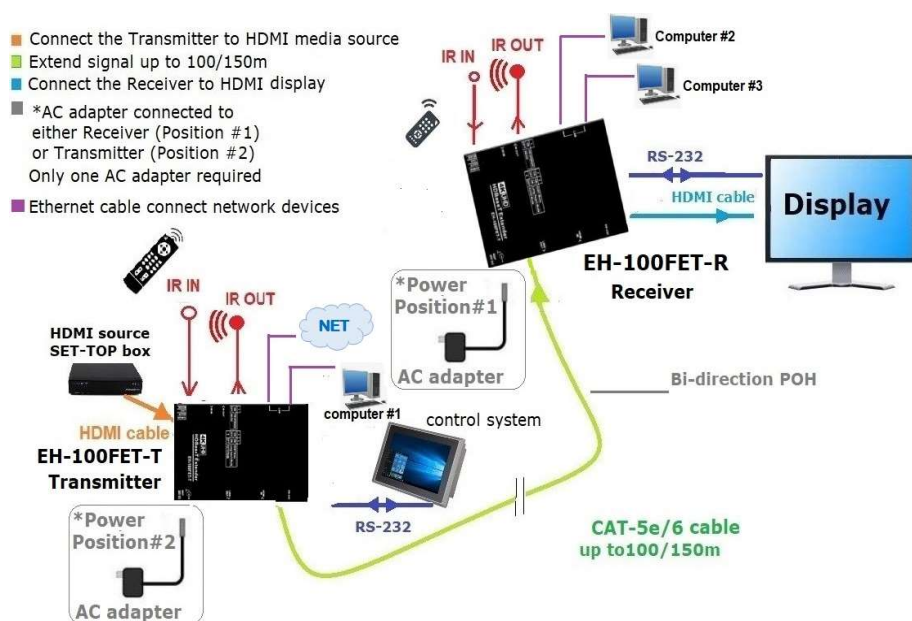 Connect the Transmitter to HDMI media source
Extend signal up to 100/150m
Connect the Receiver to HDMI display
*AC adapter connected to
either Receiver (Position #1)
or Transmitter (Position #2)
Only one AC adapter required
Ethernet cable connect network devices
IR IN
IR OUT
Computer #2
Computer #3
RS-232
HDMI cable
Display
EH-100FET-R
Receiver
*Power
Position#1
AC adapter
IR IN
IR OUT
NET
HDMI source
SET-TOP box
computer #1
control system
Bi-direction POH
HDMI cable
EH-100FET-T
Transmitter
RS-232
*Power
Position#2
AC adapter
CAT-5e/6 cable
up to100/150m